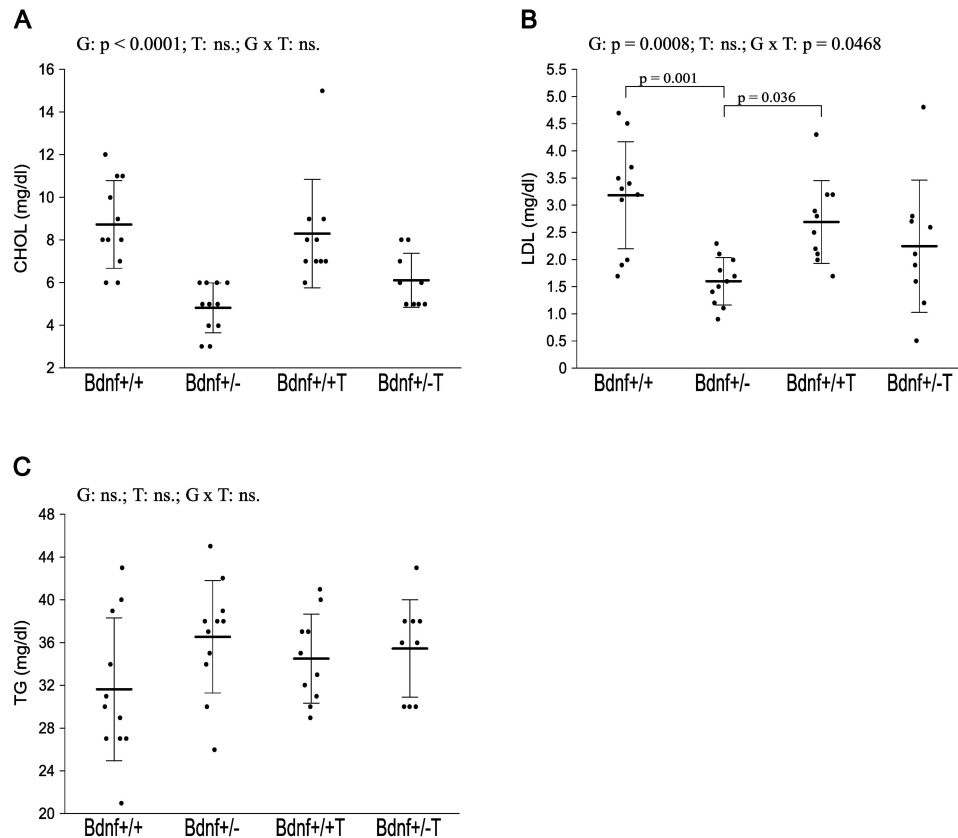 A
G: p < 0.0001; T: ns.; G x T: ns.
CHOL (mg/dl)
16
14
12
10
8
6
4
2
Bdnf+/+ Bdnf+/- Bdnf+/+T Bdnf+/-T
B
G: p = 0.0008; T: ns.; G x T: p = 0.0468
p = 0.001
p = 0.036
LDL (mg/dl)
5.5
5.0
4.5
4.0
3.5
3.0
2.5
2.0
1.5
1.0
0.5
0
Bdnf+/+ Bdnf+/- Bdnf+/+T Bdnf+/-T
C
G: ns.; T: ns.; G x T: ns.
TG (mg/dl)
48
44
40
36
32
28
24
20
Bdnf+/+ Bdnf+/- Bdnf+/+T Bdnf+/-T